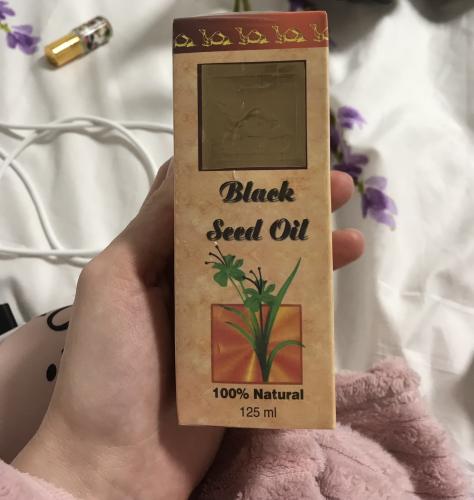 Black
Seed Oil
100% Natural
125 ml